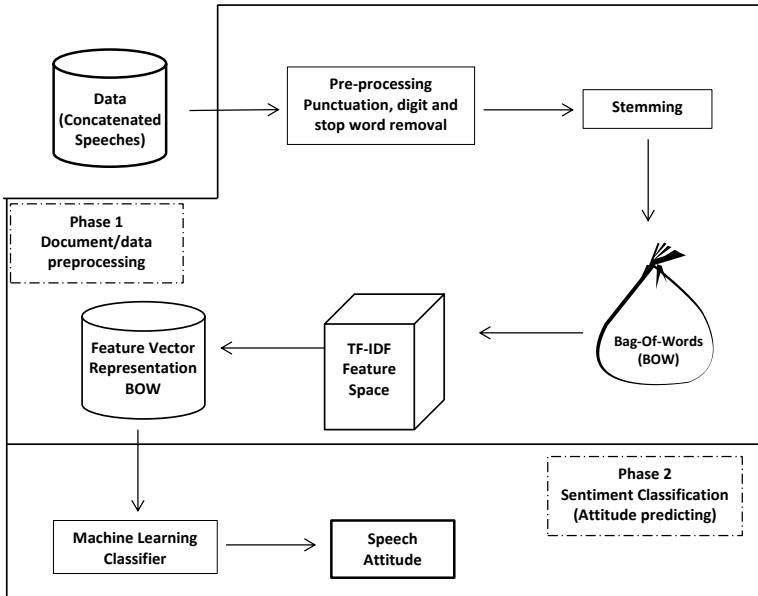 Data
(Concatenated
Speeches)
Pre-processing
Punctuation, digit and
stop word removal
Stemming
Phase 1
Document/data
preprocessing
Bag-Of-Words
(BOW)
TF-IDF
Feature
Space
Feature Vector
Representation
BOW
Phase 2
Sentiment Classification
(Attitude predicting)
Machine Learning
Classifier
Speech
Attitude